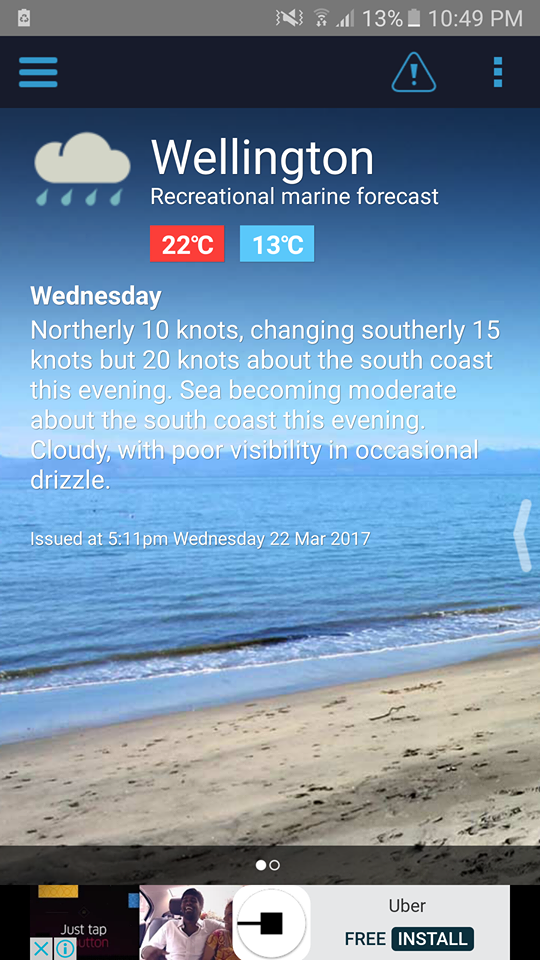 13% 10:49 PM
Wellington
Recreational marine forecast
22°C 13°C
Wednesday
Northerly 10 knots, changing southerly 15
knots but 20 knots about the south coast
this evening. Sea becoming moderate
about the south coast this evening.
Cloudy, with poor visibility in occasional
drizzle.
Issued at 5:11pm Wednesday 22 Mar 2017
Uber
Just tap
button
FREE INSTALL